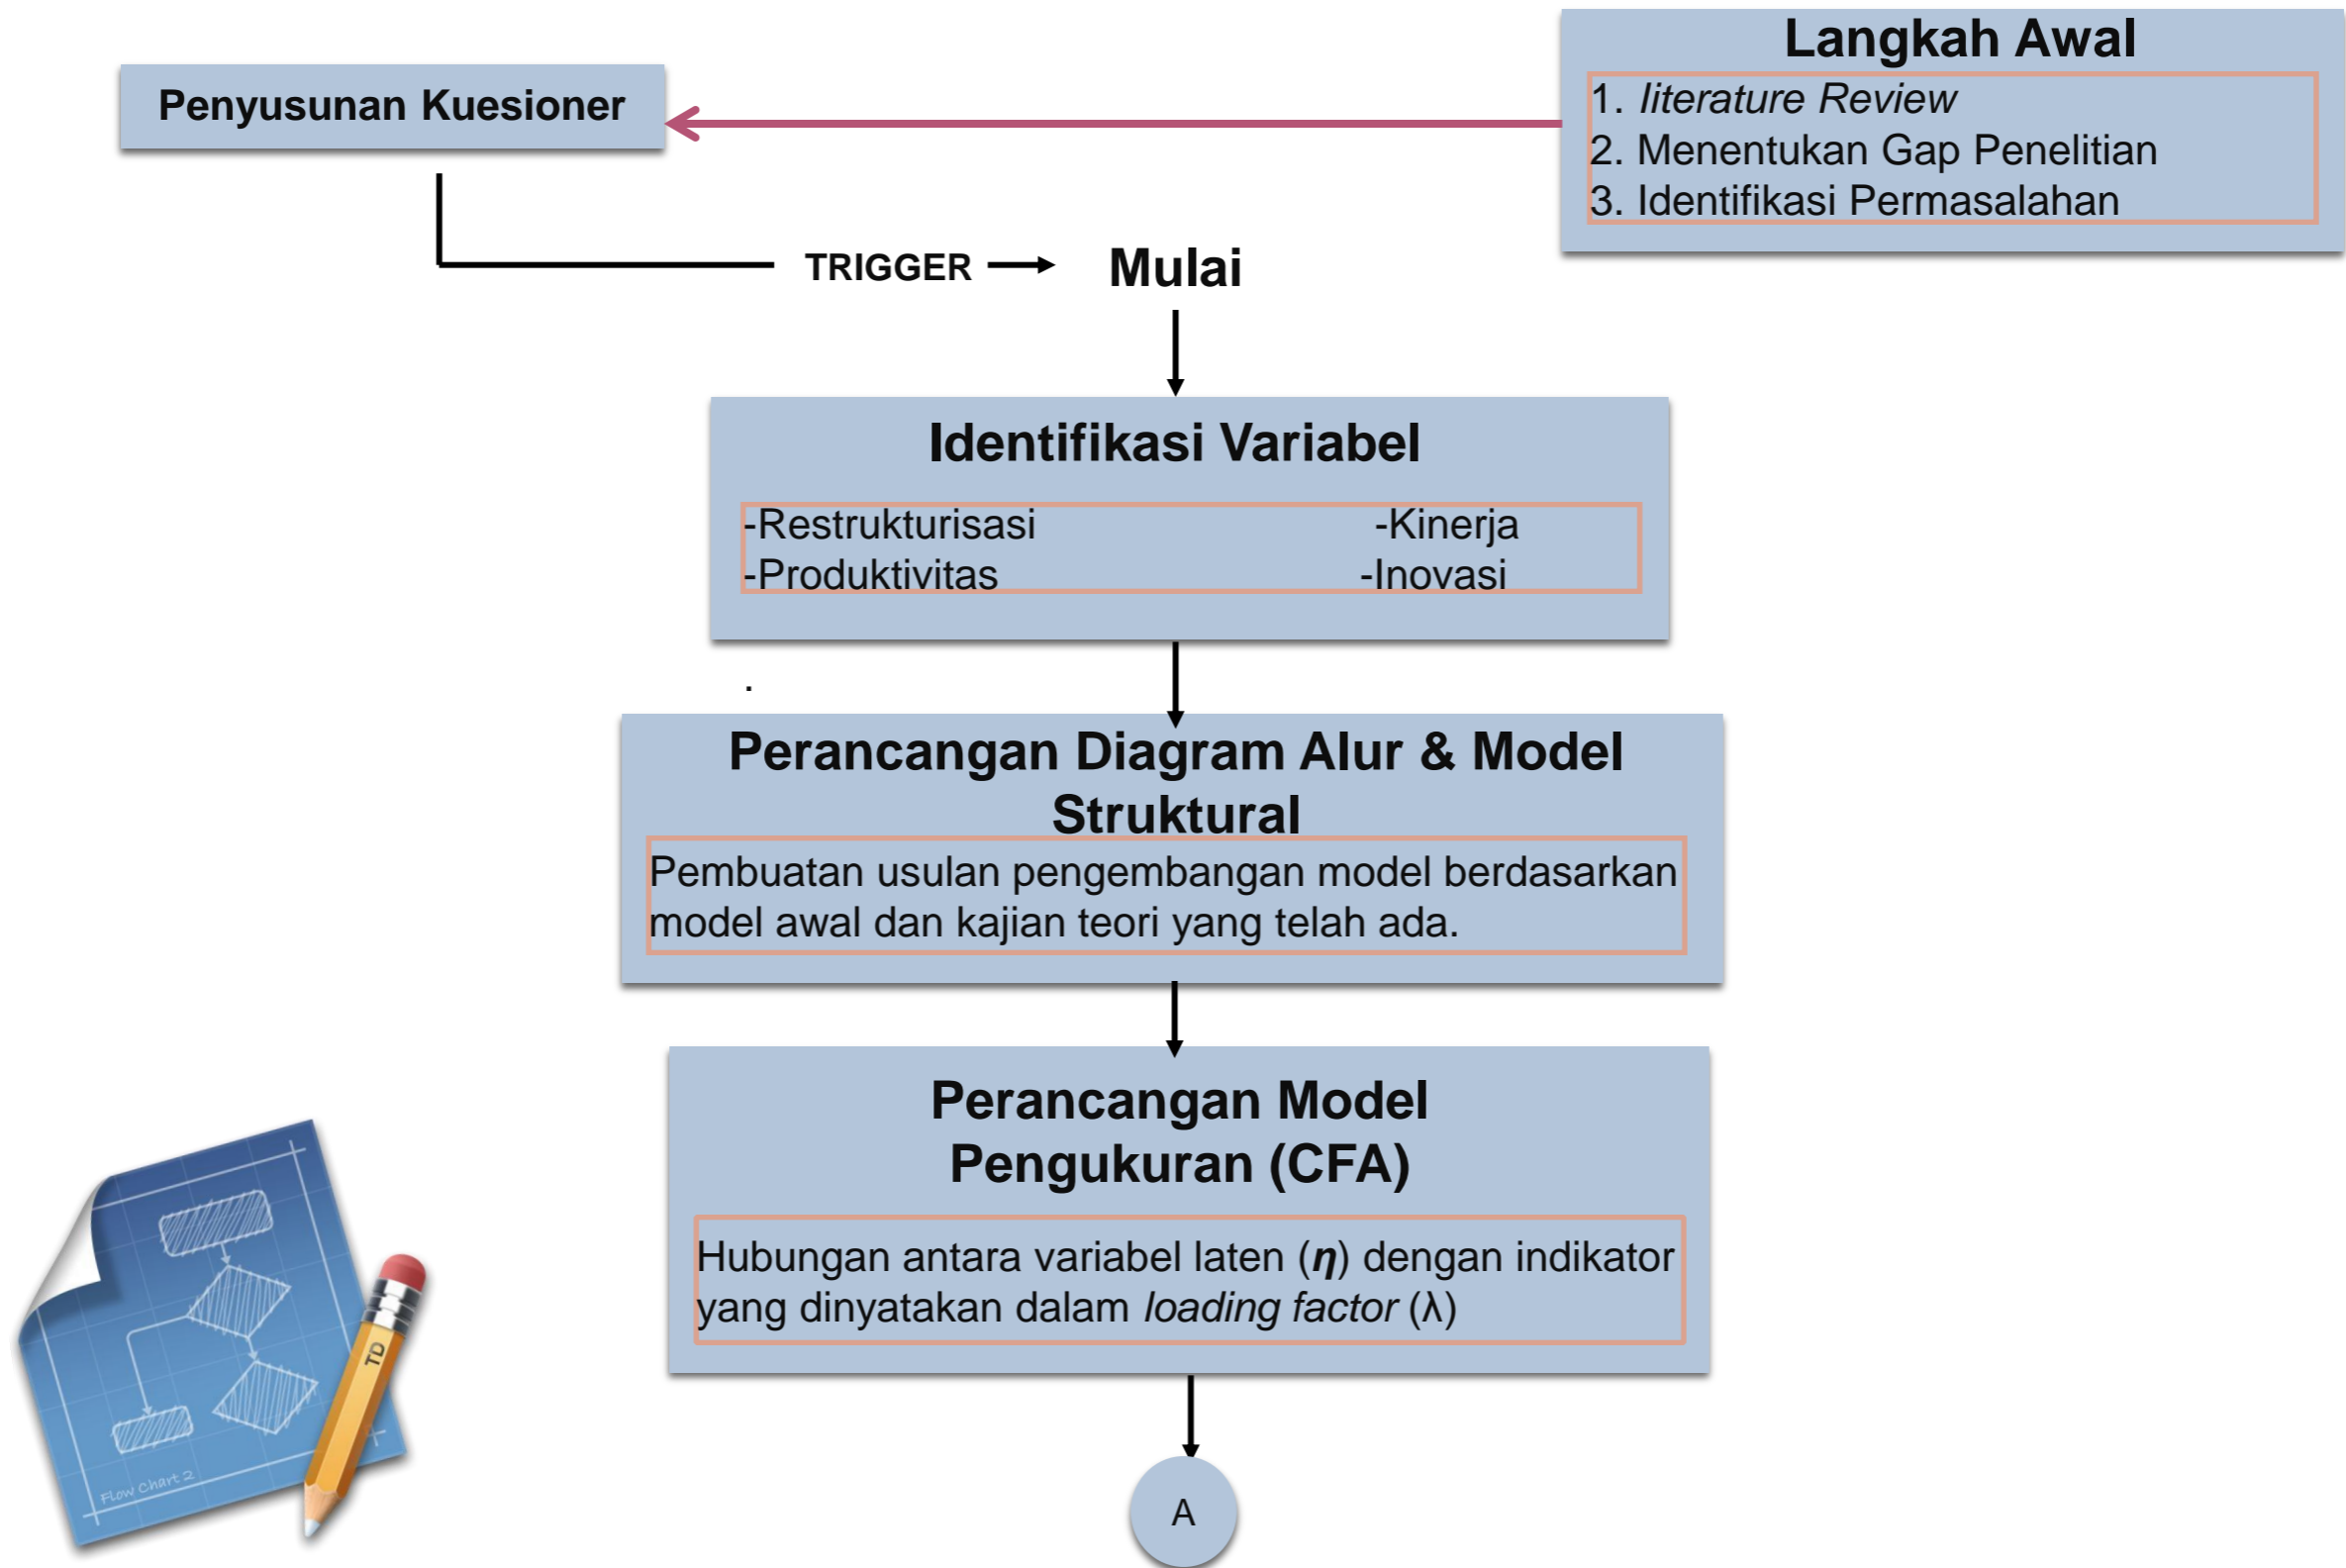 Langkah Awal
1. literature Review
2. Menentukan Gap Penelitian
3. Identifikasi Permasalahan
Penyusunan Kuesioner
TRIGGER
Mulai
Identifikasi Variabel
-Restrukturisasi -Kinerja
-Produktivitas -Inovasi
.
Perancangan Diagram Alur & Model
Struktural
Pembuatan usulan pengembangan model berdasarkan
model awal dan kajian teori yang telah ada.
Perancangan Model
Pengukuran (CFA)
Hubungan antara variabel laten (η) dengan indikator
yang dinyatakan dalam loading factor (λ)
A
TD
Flow Chart 2